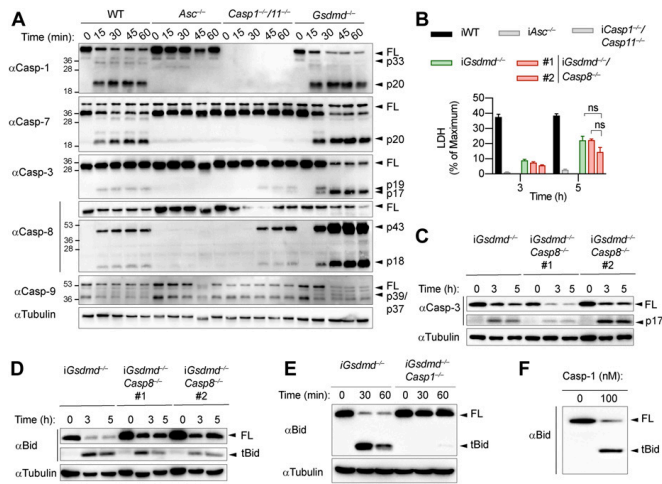 A
WT Asc–/– Casp1–/–/11–/– Gsdmd–/–
Time (min): 0 15 30 45 60 0 15 30 45 60 0 15 30 45 60 0 15 30 45 60
αCasp-1 36 28 FL p33 p20
αCasp-7 36 28 FL p20
αCasp-3 36 28 FL p19 p17
αCasp-8 53 36 FL p43 p18
αCasp-9 53 36 FL p39/ p37
αTubulin
B
iWT iAsc–/– iCasp1–/–/ Casp11–/–
iGsdmd–/– #1 #2 iGsdmd–/–/ Casp8–/–
LDH (% of Maximum)
50
40
30
20
10
0
ns
ns
3 5
Time (h)
C
iGsdmd–/– iGsdmd–/– Casp8–/– #1 iGsdmd–/– Casp8–/– #2
Time (h): 0 3 5 0 3 5 0 3 5
αCasp-3 FL p17
αTubulin
D
iGsdmd–/– iGsdmd–/– Casp8–/– #1 iGsdmd–/– Casp8–/– #2
Time (h): 0 3 5 0 3 5 0 3 5
αBid FL tBid
αTubulin
E
iGsdmd–/– iGsdmd–/– Casp1–/–
Time (min): 0 30 60 0 30 60
αBid FL tBid
αTubulin
F
Casp-1 (nM):
0 100
αBid FL tBid